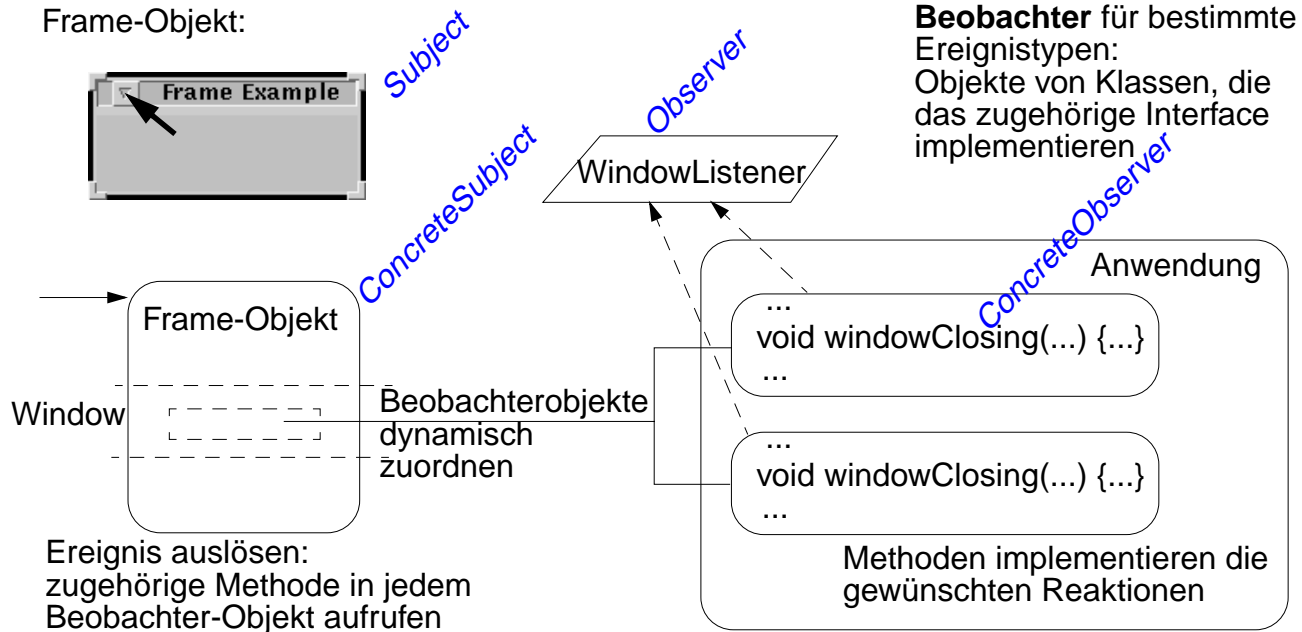 Frame-Objekt:
Frame Example
Subject
Observer
Beobachter für bestimmte
Ereignistypen:
Objekte von Klassen, die
das zugehörige Interface
implementieren
ConcreteSubject
WindowListener
ConcreteObserver
Anwendung
Frame-Objekt
...
void windowClosing(...) {...}
...
Window
Beobachterobjekte
dynamisch
zuordnen
...
void windowClosing(...) {...}
...
Ereignis auslösen:
zugehörige Methode in jedem
Beobachter-Objekt aufrufen
Methoden implementieren die
gewünschten Reaktionen